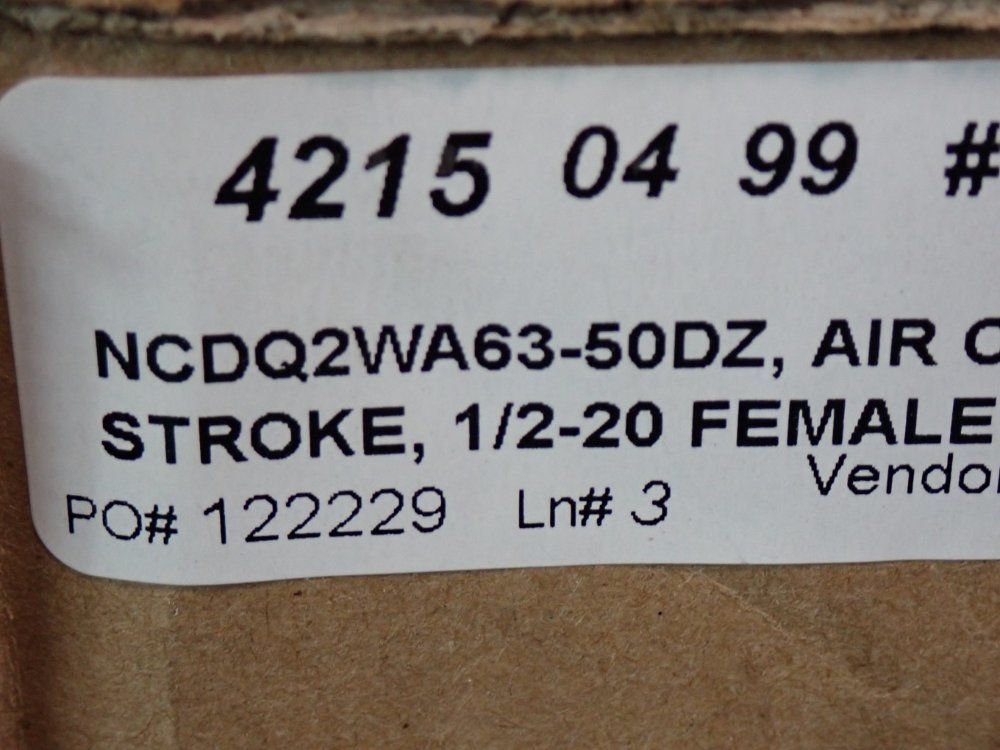 4215 04 99 #
NCDQ2WA63-50DZ, AIR
STROKE, 1/2-20 FEMALE
PO# 122229 Ln# 3 Vendor